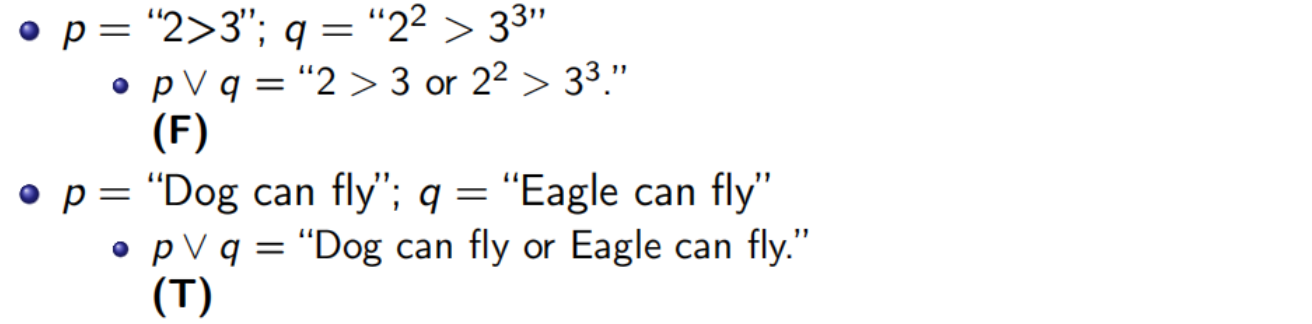 • p = “2>3”; q = “2² > 3³”
• p ∨ q = “2 > 3 or 2² > 3³.”
(F)
• p = “Dog can fly”; q = “Eagle can fly”
• p ∨ q = “Dog can fly or Eagle can fly.”
(T)